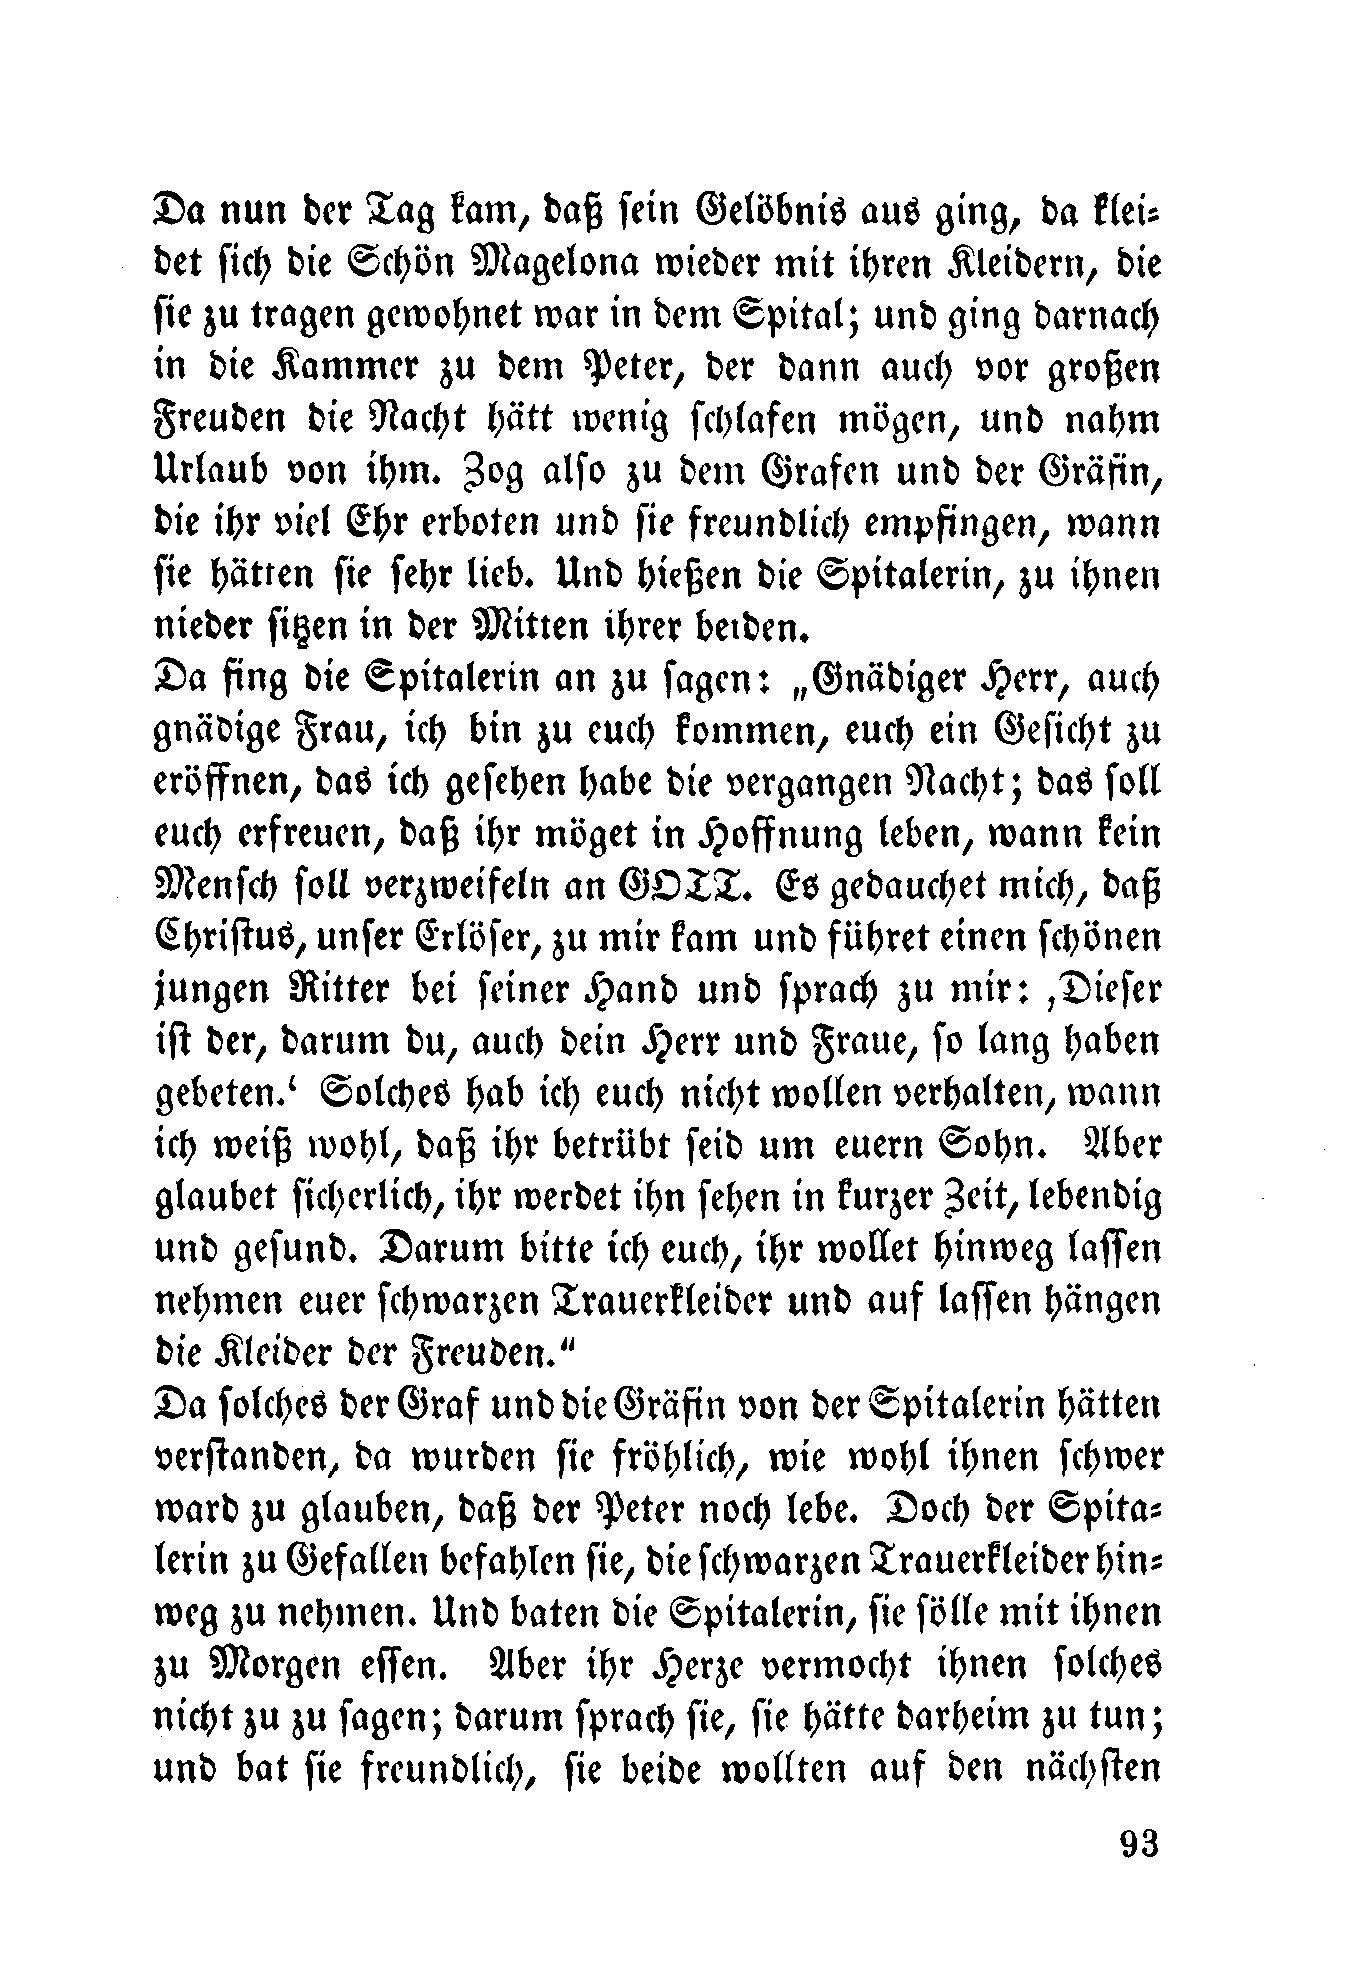 Da nun der Tag kam, daß sein Gelöbnis aus ging, da klei-
det sich die Schön Magelona wieder mit ihren Kleidern, die
sie zu tragen gewohnet war in dem Spital; und ging darnach
in die Kammer zu dem Peter, der dann auch vor großen
Freuden die Nacht hätt wenig schlafen mögen, und nahm
Urlaub von ihm. Zog also zu dem Grafen und der Gräfin,
die ihr viel Ehr erboten und sie freundlich empfingen, wann
sie hätten sie sehr lieb. Und hießen die Spitalerin, zu ihnen
nieder sitzen in der Mitten ihrer beiden.
Da fing die Spitalerin an zu sagen: „Gnädiger Herr, auch
gnädige Frau, ich bin zu euch kommen, euch ein Gesicht zu
eröffnen, das ich gesehen habe die vergangen Nacht; das soll
euch erfreuen, daß ihr möget in Hoffnung leben, wann kein
Mensch soll verzweifeln an GOTT. Es gedauchet mich, daß
Christus, unser Erlöser, zu mir kam und führet einen schönen
jungen Ritter bei seiner Hand und sprach zu mir: ‚Dieser
ist der, darum du, auch dein Herr und Fraue, so lang haben
gebeten.‘ Solches hab ich euch nicht wollen verhalten, wann
ich weiß wohl, daß ihr betrübt seid um euern Sohn. Aber
glaubet sicherlich, ihr werdet ihn sehen in kurzer Zeit, lebendig
und gesund. Darum bitte ich euch, ihr wollet hinweg lassen
nehmen euer schwarzen Trauerkleider und auf lassen hängen
die Kleider der Freuden.“
Da solches der Graf und die Gräfin von der Spitalerin hätten
verstanden, da wurden sie fröhlich, wie wohl ihnen schwer
ward zu glauben, daß der Peter noch lebe. Doch der Spita-
lerin zu Gefallen befahlen sie, die schwarzen Trauerkleider hin-
weg zu nehmen. Und baten die Spitalerin, sie sölle mit ihnen
zu Morgen essen. Aber ihr Herze vermocht ihnen solches
nicht zu zu sagen; darum sprach sie, sie hätte darheim zu tun;
und bat sie freundlich, sie beide wollten auf den nächsten
93